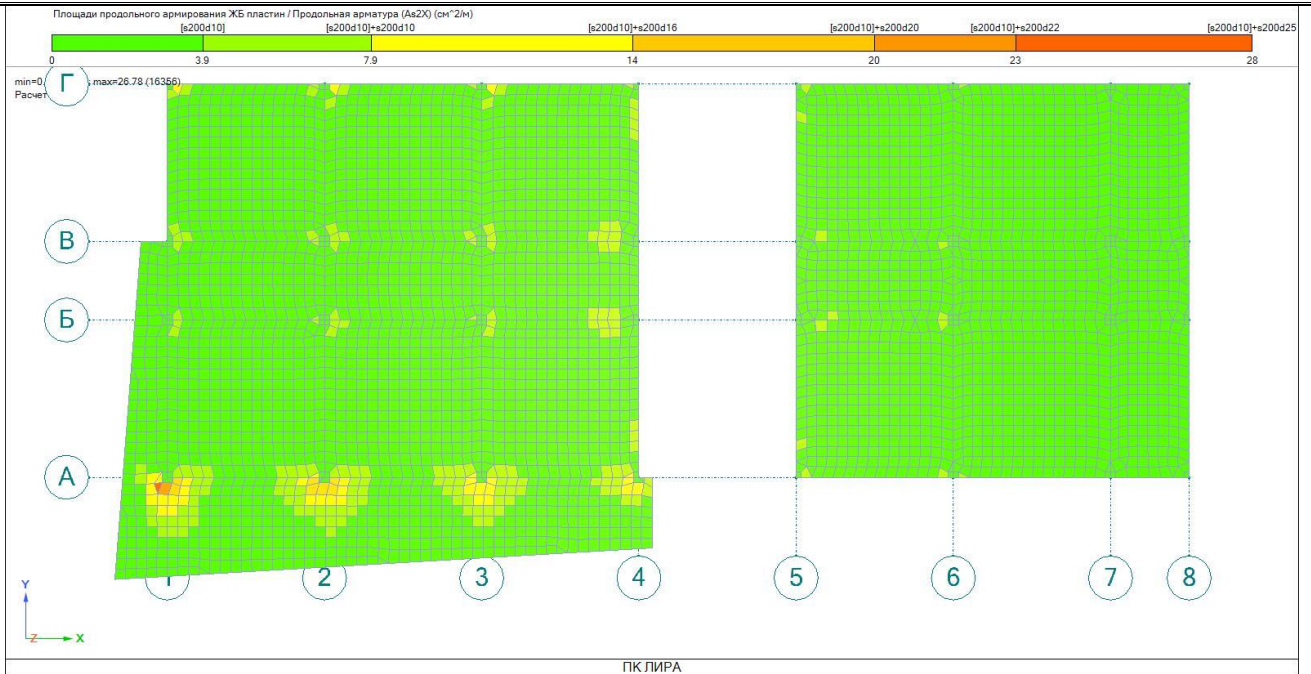 Площади продольного армирования ЖБ пластин / Продольная арматура (As2X) (см^2/м)
[s200d10] [s200d10]+s200d10 [s200d10]+s200d16 [s200d10]+s200d20 [s200d10]+s200d22 [s200d10]+s200d25
0 3.9 7.9 14 20 23 28
min=0. max=26.78 (16356)
Расчет
Г
В
Б
А
1 2 3 4 5 6 7 8
Y
Z X
ПК ЛИРА